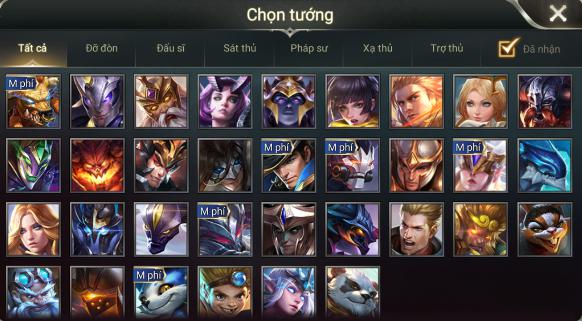 Chọn tướng
Tất cả Đỡ đòn Đấu sĩ Sát thủ Pháp sư Xạ thủ Trợ thủ Đã nhận
M phí
M phí M phí M phí
M phí
M phí